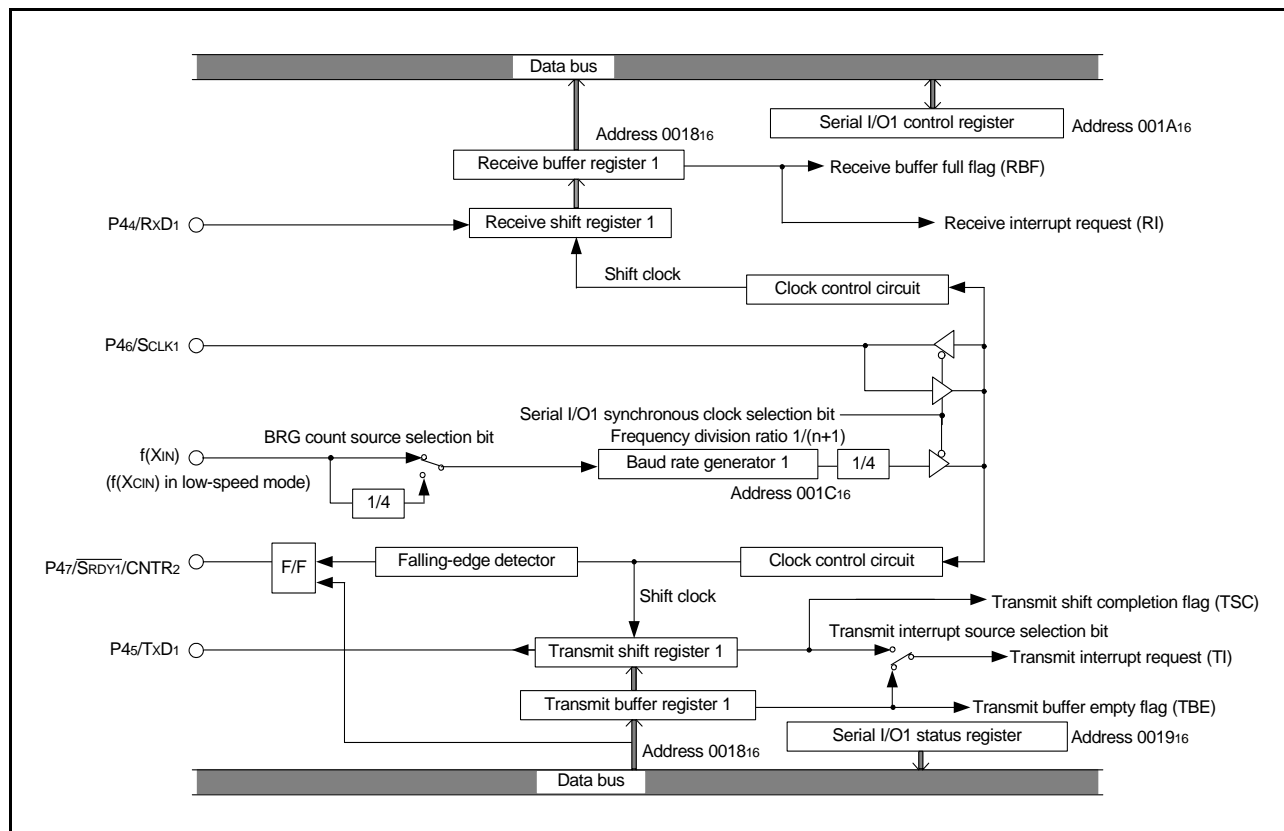 Data bus
Serial I/O1 control register
Address 001A16
Address 001816
Receive buffer register 1
Receive buffer full flag (RBF)
P44/RXD1
Receive shift register 1
Receive interrupt request (RI)
Shift clock
Clock control circuit
P46/SCLK1
Serial I/O1 synchronous clock selection bit
BRG count source selection bit
Frequency division ratio 1/(n+1)
f(XIN)
Baud rate generator 1
1/4
(f(XCIN) in low-speed mode)
1/4
Address 001C16
P47/SRDY1/CNTR2
F/F
Falling-edge detector
Clock control circuit
Shift clock
Transmit shift completion flag (TSC)
Transmit interrupt source selection bit
P45/TXD1
Transmit shift register 1
Transmit interrupt request (TI)
Transmit buffer register 1
Transmit buffer empty flag (TBE)
Address 001816
Serial I/O1 status register
Address 001916
Data bus